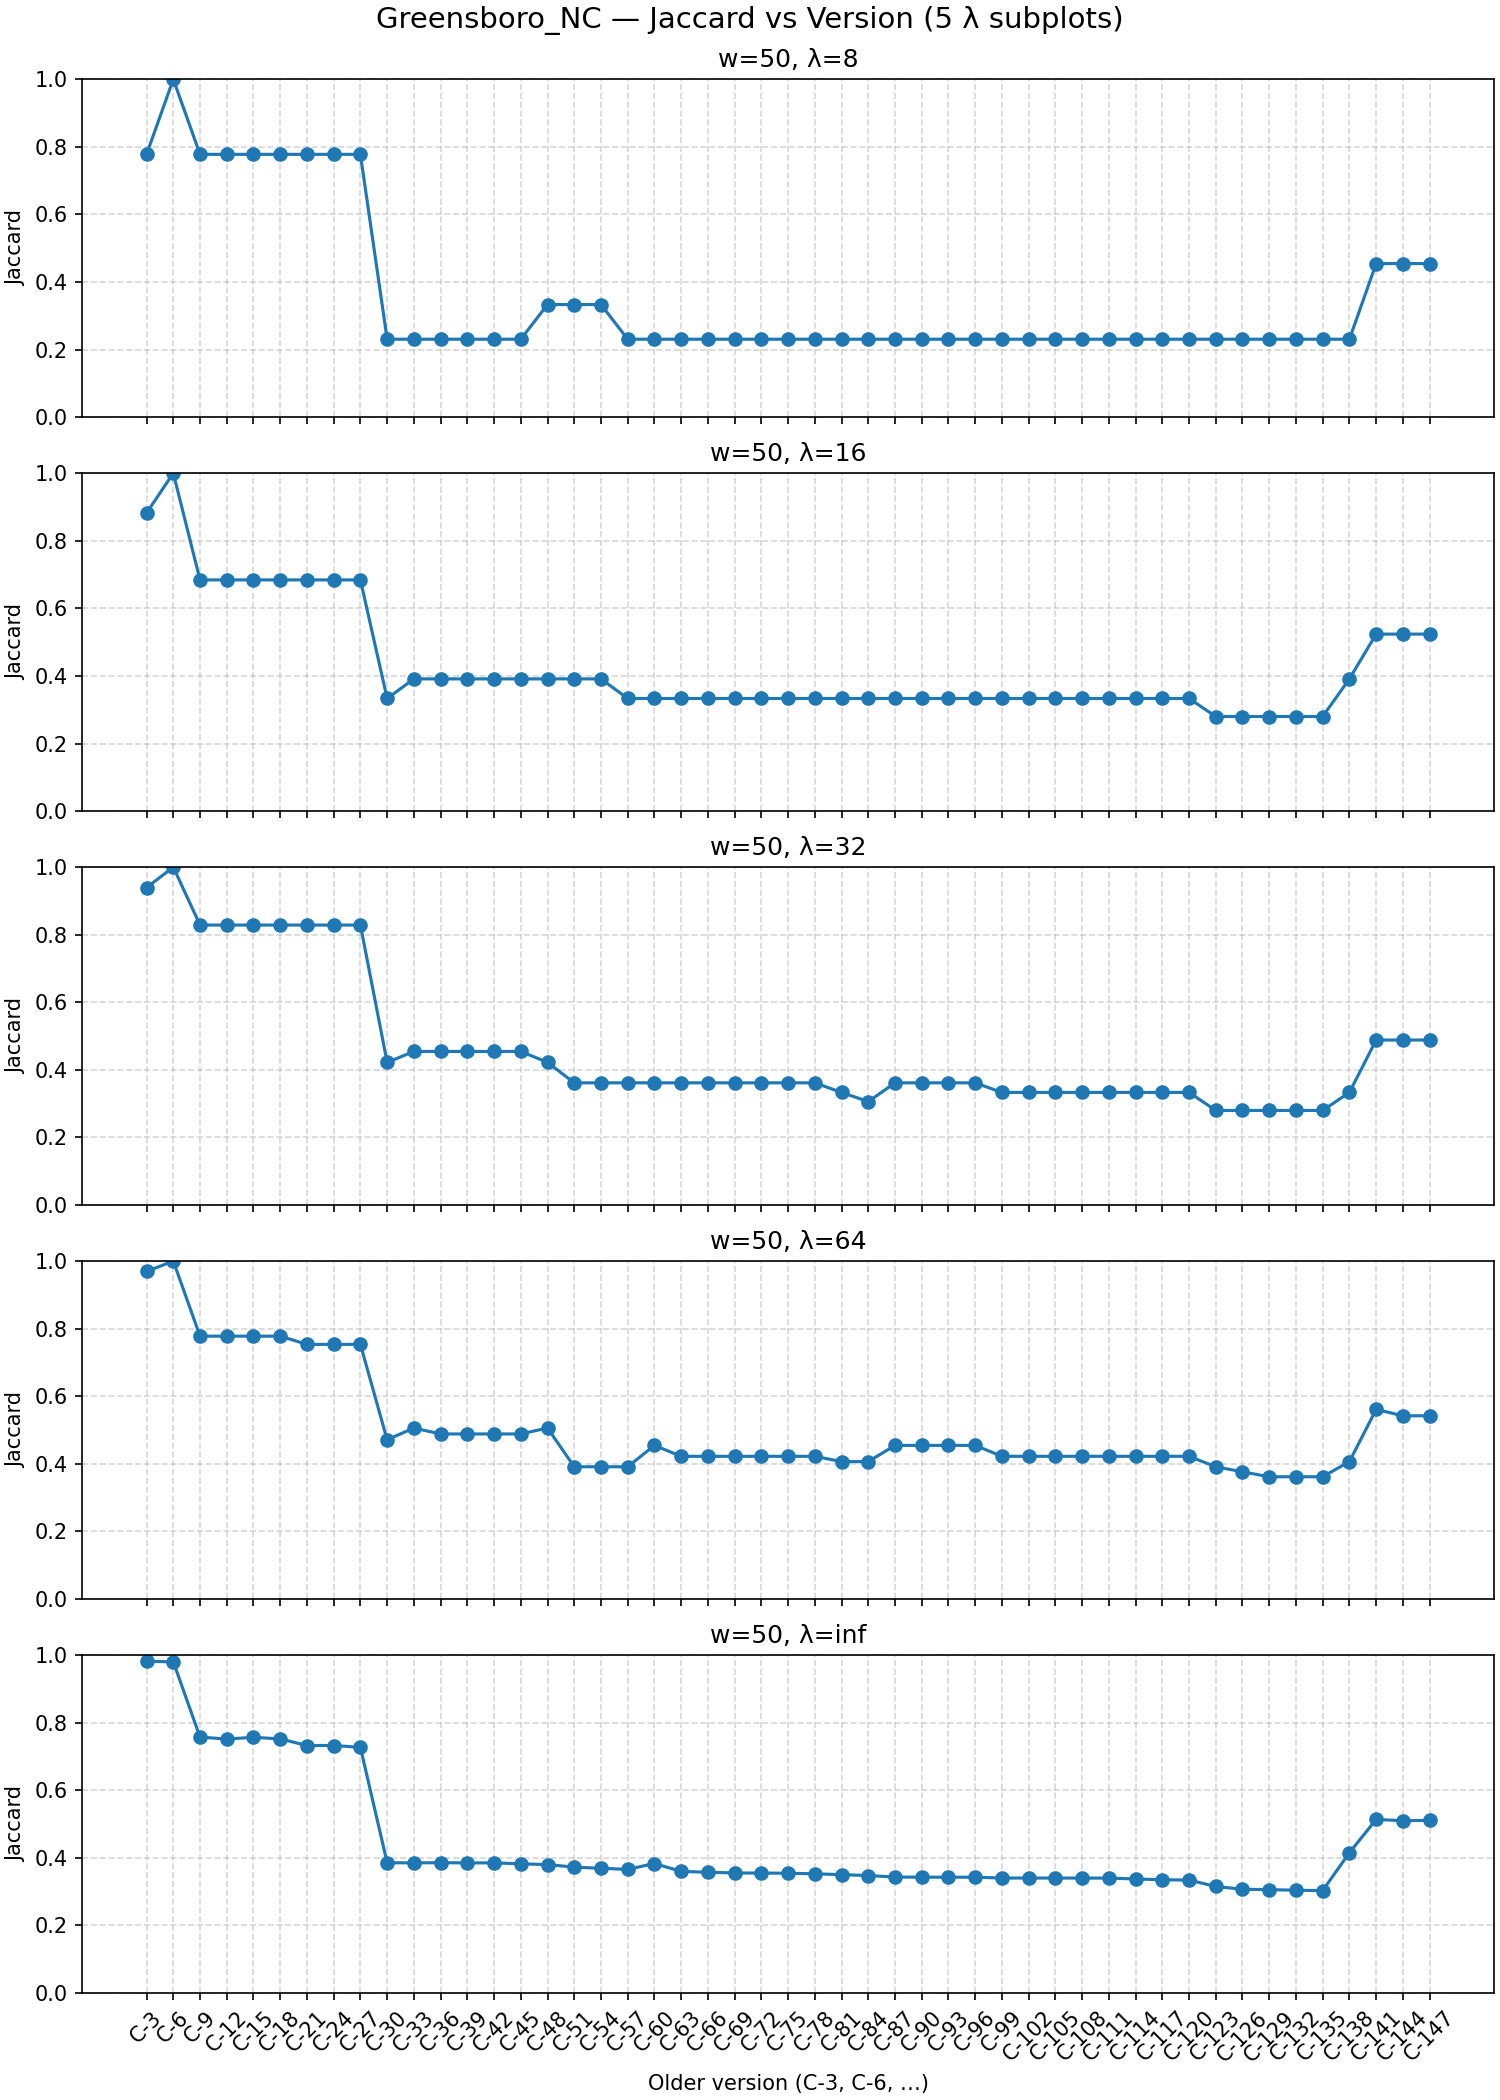 Greensboro_NC — Jaccard vs Version (5 λ subplots)
w=50, λ=8
1.0
0.8
0.6
0.4
0.2
0.0
Jaccard
w=50, λ=16
1.0
0.8
0.6
0.4
0.2
0.0
Jaccard
w=50, λ=32
1.0
0.8
0.6
0.4
0.2
0.0
Jaccard
w=50, λ=64
1.0
0.8
0.6
0.4
0.2
0.0
Jaccard
w=50, λ=inf
1.0
0.8
0.6
0.4
0.2
0.0
Jaccard
C-3 C-6 C-9 C-12 C-15 C-18 C-21 C-24 C-27 C-30 C-33 C-36 C-39 C-42 C-45 C-48 C-51 C-54 C-57 C-60 C-63 C-66 C-69 C-72 C-75 C-78 C-81 C-84 C-87 C-90 C-93 C-96 C-99 C-102 C-105 C-108 C-111 C-114 C-117 C-120 C-123 C-126 C-129 C-132 C-135 C-138 C-141 C-144 C-147
Older version (C-3, C-6, ...)